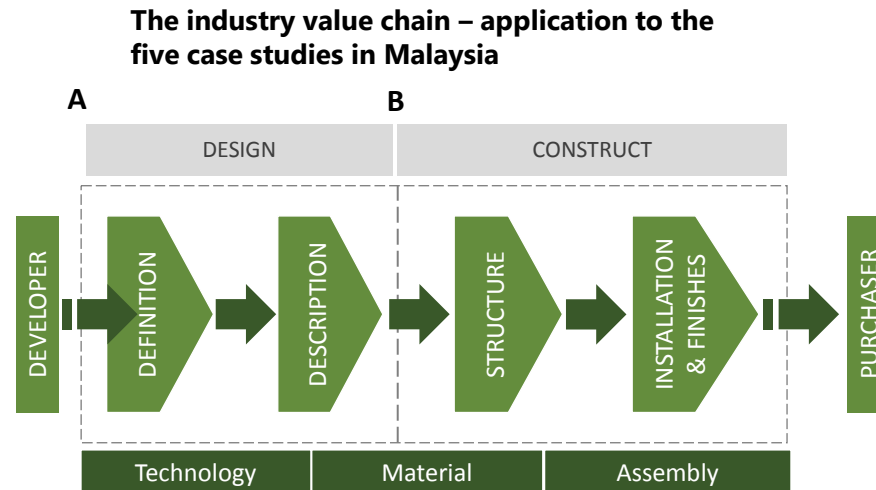 The industry value chain – application to the
five case studies in Malaysia
A
B
DESIGN
CONSTRUCT
DEVELOPER
DEFINITION
DESCRIPTION
STRUCTURE
INSTALLATION
& FINISHES
PURCHASER
Technology
Material
Assembly